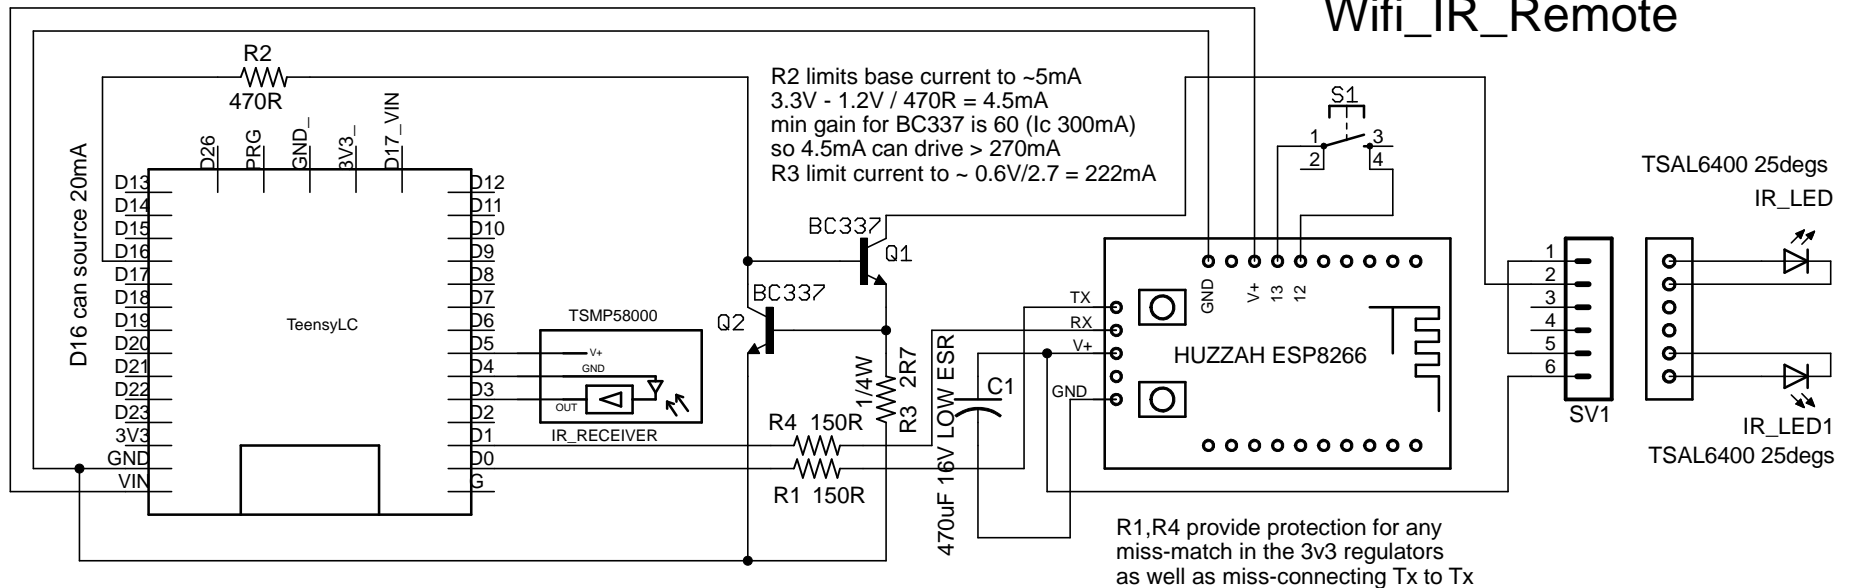 Wifi_IR_Remote
R2
470R
R2 limits base current to ~5mA
3.3V - 1.2V / 470R = 4.5mA
min gain for BC337 is 60 (Ic 300mA)
so 4.5mA can drive > 270mA
R3 limit current to ~ 0.6V/2.7 = 222mA
S1
1
3
2
4
D16 can source 20mA
D26
PRG
GND_
3V3_
D17_VIN
D13
D14
D15
D16
D17
D18
D19
D20
D21
D22
D23
3V3
GND
VIN
TeensyLC
D12
D11
D10
D9
D8
D7
D6
D5
D4
D3
D2
D1
D0
G
TSMP58000
V+
GND
OUT
IR_RECEIVER
BC337
Q1
BC337
Q2
1/4W
R3 2R7
R4 150R
R1 150R
470uF 16V LOW ESR
C1
TX
RX
V+
GND
GND
V+
13
12
HUZZAH ESP8266
1
2
3
4
5
6
SV1
TSAL6400 25degs
IR_LED
IR_LED1
TSAL6400 25degs
R1,R4 provide protection for any
miss-match in the 3v3 regulators
as well as miss-connecting Tx to Tx